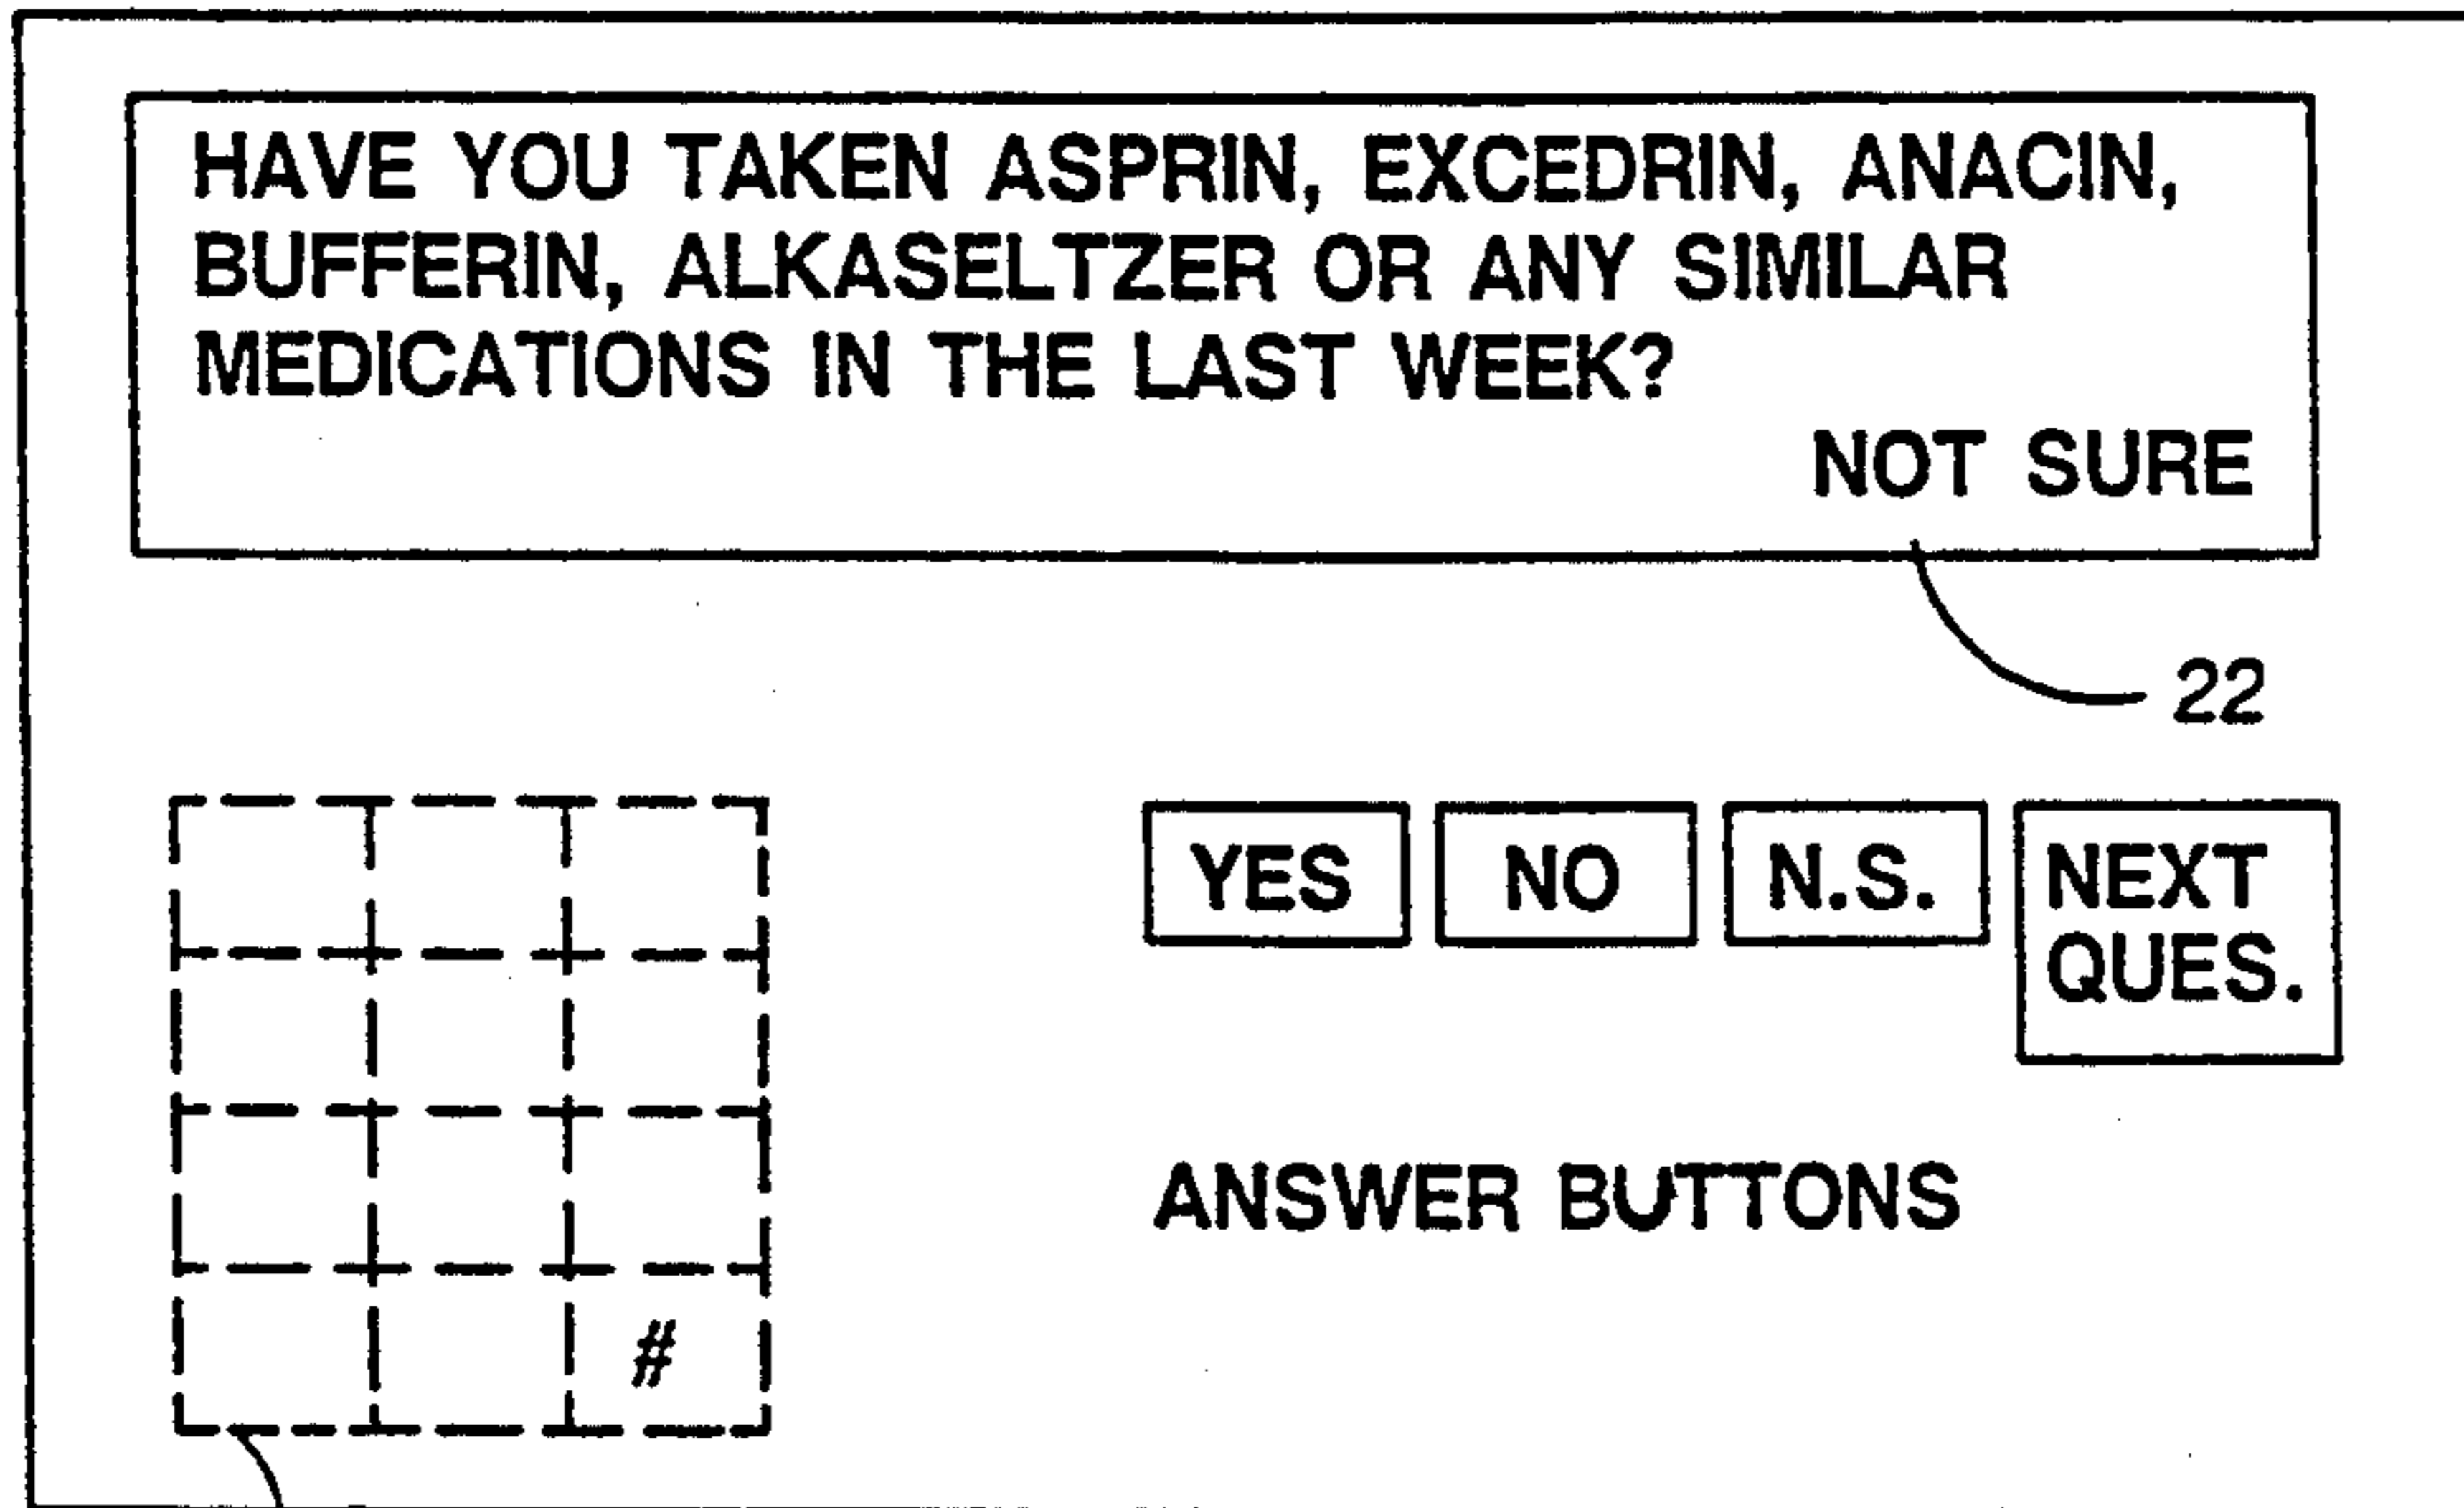 HAVE YOU TAKEN ASPRIN, EXCEDRIN, ANACIN,
BUFFERIN, ALKASELTZER OR ANY SIMILAR
MEDICATIONS IN THE LAST WEEK?
NOT SURE
22
YES NO N.S. NEXT
QUES.
ANSWER BUTTONS
#